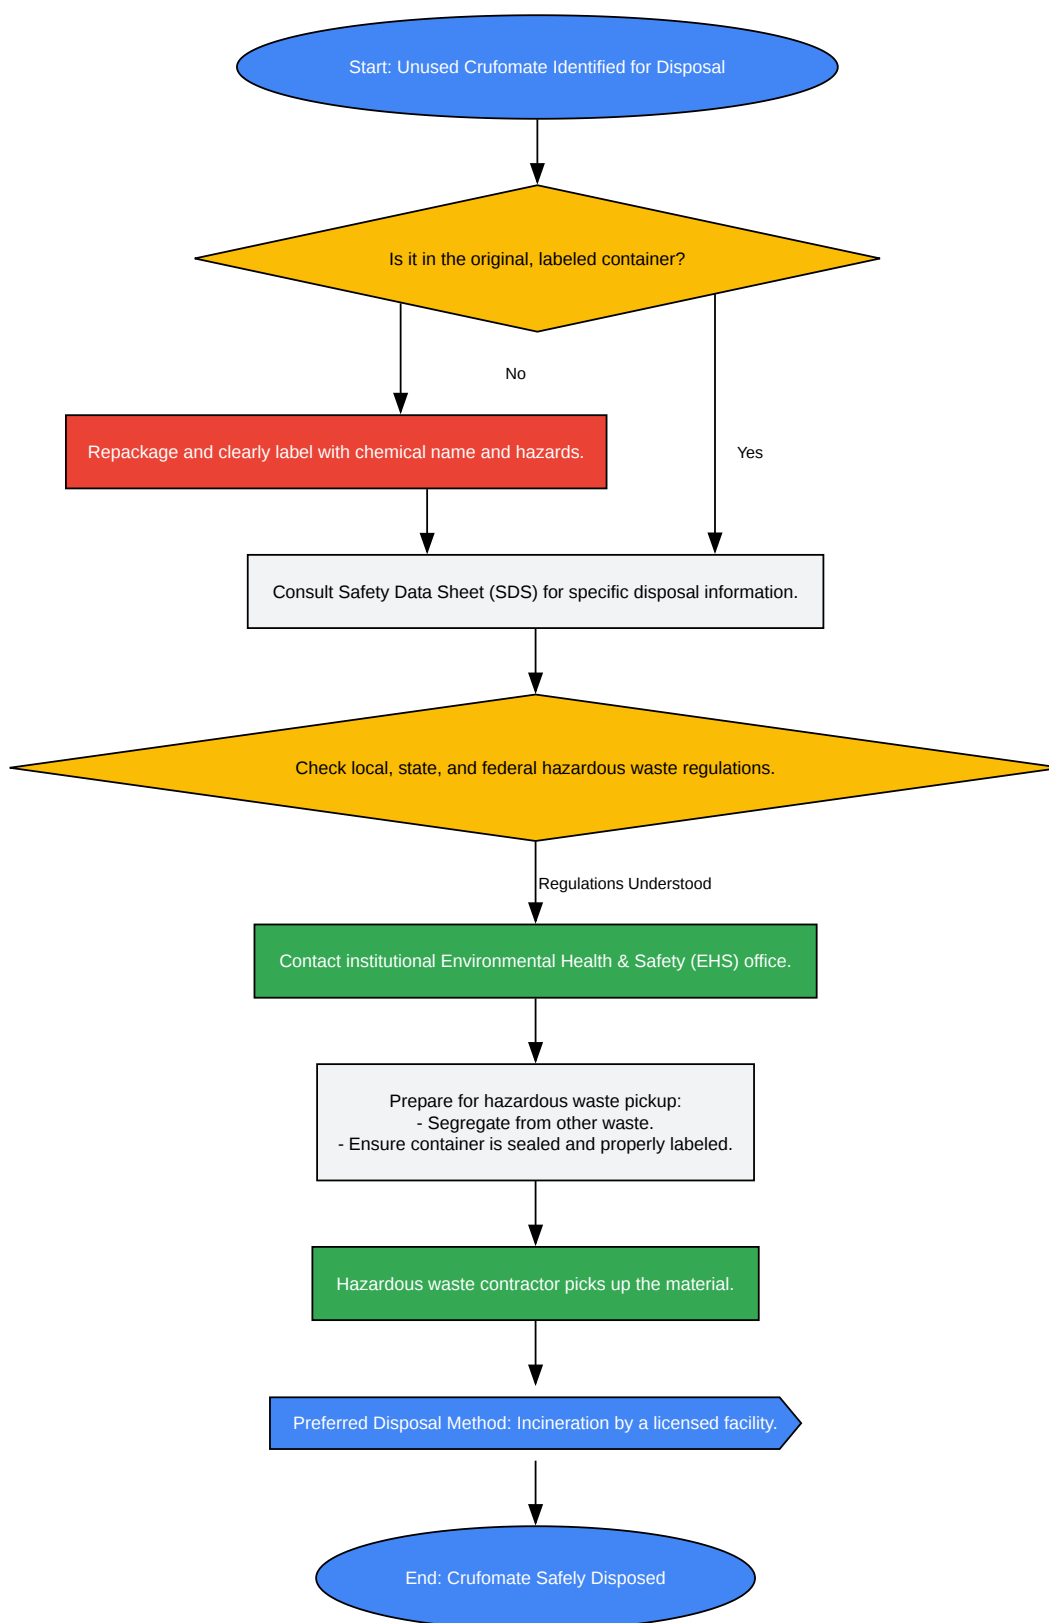 Start: Unused Crufomate Identified for Disposal
Is it in the original, labeled container?
No
Repackage and clearly label with chemical name and hazards.
Yes
Consult Safety Data Sheet (SDS) for specific disposal information.
Check local, state, and federal hazardous waste regulations.
Regulations Understood
Contact institutional Environmental Health & Safety (EHS) office.
Prepare for hazardous waste pickup:
- Segregate from other waste.
- Ensure container is sealed and properly labeled.
Hazardous waste contractor picks up the material.
Preferred Disposal Method: Incineration by a licensed facility.
End: Crufomate Safely Disposed